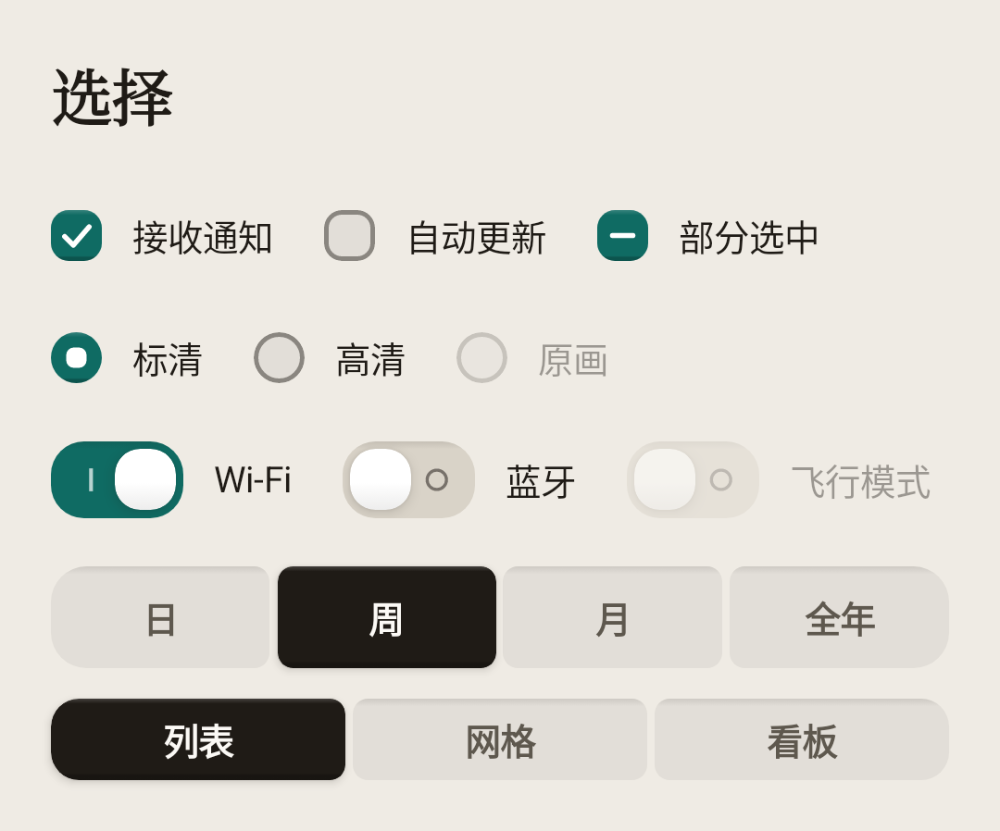 选择
接收通知 自动更新 部分选中
标清 高清 原画
Wi-Fi 蓝牙 飞行模式
日 周 月 全年
列表 网格 看板